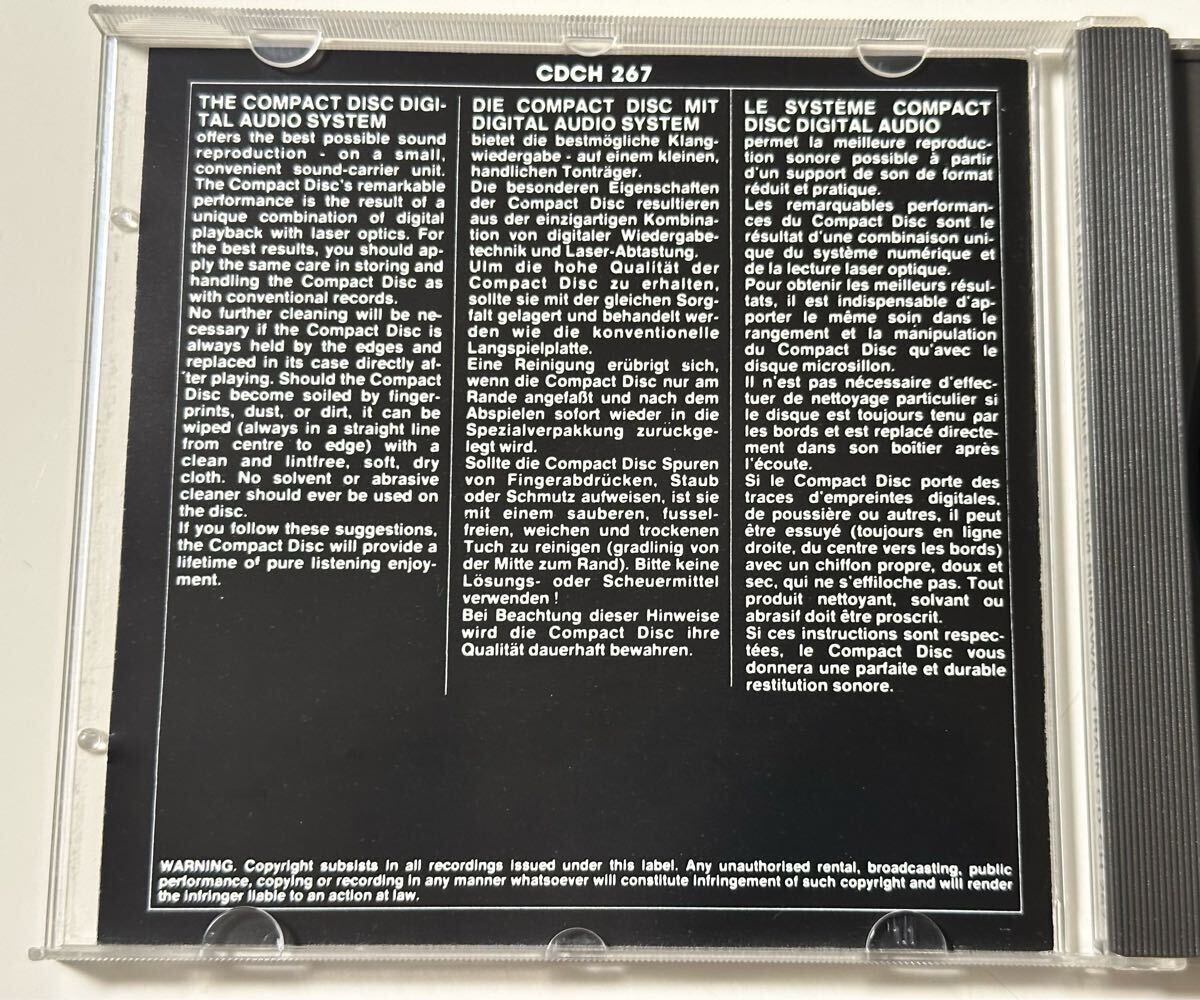 CDCH 267
THE COMPACT DISC DIGI-
TAL AUDIO SYSTEM
offers the best possible sound
reproduction - on a small,
convenient sound-carrier unit.
The Compact Disc's remarkable
performance is the result of a
unique combination of digital
playback with laser optics. For
the best results, you should ap-
ply the same care in storing and
handling the Compact Disc as
with conventional records.
No further cleaning will be ne-
cessary if the Compact Disc is
always held by the edges and
replaced in its case directly af-
ter playing. Should the Compact
Disc become soiled by finger-
prints, dust, or dirt, it can be
wiped (always in a straight line
from centre to edge) with a
clean and lintfree, soft, dry
cloth. No solvent or abrasive
cleaner should ever be used on
the disc.
If you follow these suggestions,
the Compact Disc will provide a
lifetime of pure listening enjoy-
ment.
DIE COMPACT DISC MIT
DIGITAL AUDIO SYSTEM
bietet die bestmögliche Klang-
wiedergabe - auf einem kleinen,
handlichen Tonträger.
Die besonderen Eigenschaften
der Compact Disc resultieren
aus der einzigartigen Kombina-
tion von digitaler Wiedergabe-
technik und Laser-Abtastung.
Ulm die hohe Qualität der
Compact Disc zu erhalten,
sollte sie mit der gleichen Sorg-
falt gelagert und behandelt wer-
den wie die konventionelle
Langspielplatte.
Eine Reinigung erübrigt sich,
wenn die Compact Disc nur am
Rande angefaßt und nach dem
Abspielen sofort wieder in die
Spezialverpakkung zurückge-
legt wird.
Sollte die Compact Disc Spuren
von Fingerabdrücken, Staub
oder Schmutz aufweisen, ist sie
mit einem sauberen, fussel-
freien, weichen und trockenen
Tuch zu reinigen (gradlinig von
der Mitte zum Rand). Bitte keine
Lösungs- oder Scheuermittel
verwenden !
Bei Beachtung dieser Hinweise
wird die Compact Disc ihre
Qualität dauerhaft bewahren.
LE SYSTÈME COMPACT
DISC DIGITAL AUDIO
permet la meilleure reproduc-
tion sonore possible à partir
d'un support de son de format
réduit et pratique.
Les remarquables performan-
ces du Compact Disc sont le
résultat d'une combinaison uni-
que du système numérique et
de la lecture laser optique.
Pour obtenir les meilleurs résul-
tats, il est indispensable d'ap-
porter le même soin dans le
rangement et la manipulation
du Compact Disc qu'avec le
disque microsillon.
Il n'est pas nécessaire d'effec-
tuer de nettoyage particulier si
le disque est toujours tenu par
les bords et est replacé directe-
ment dans son boîtier après
l'écoute.
Si le Compact Disc porte des
traces d'empreintes digitales,
de poussière ou autres, il peut
être essuyé (toujours en ligne
droite, du centre vers les bords)
avec un chiffon propre, doux et
sec, qui ne s'effiloche pas. Tout
produit nettoyant, solvant ou
abrasif doit être proscrit.
Si ces instructions sont respec-
tées, le Compact Disc vous
donnera une parfaite et durable
restitution sonore.
WARNING. Copyright subsists in all recordings issued under this label. Any unauthorised rental, broadcasting, public
performance, copying or recording in any manner whatsoever will constitute infringement of such copyright and will render
the infringer liable to an action at law.